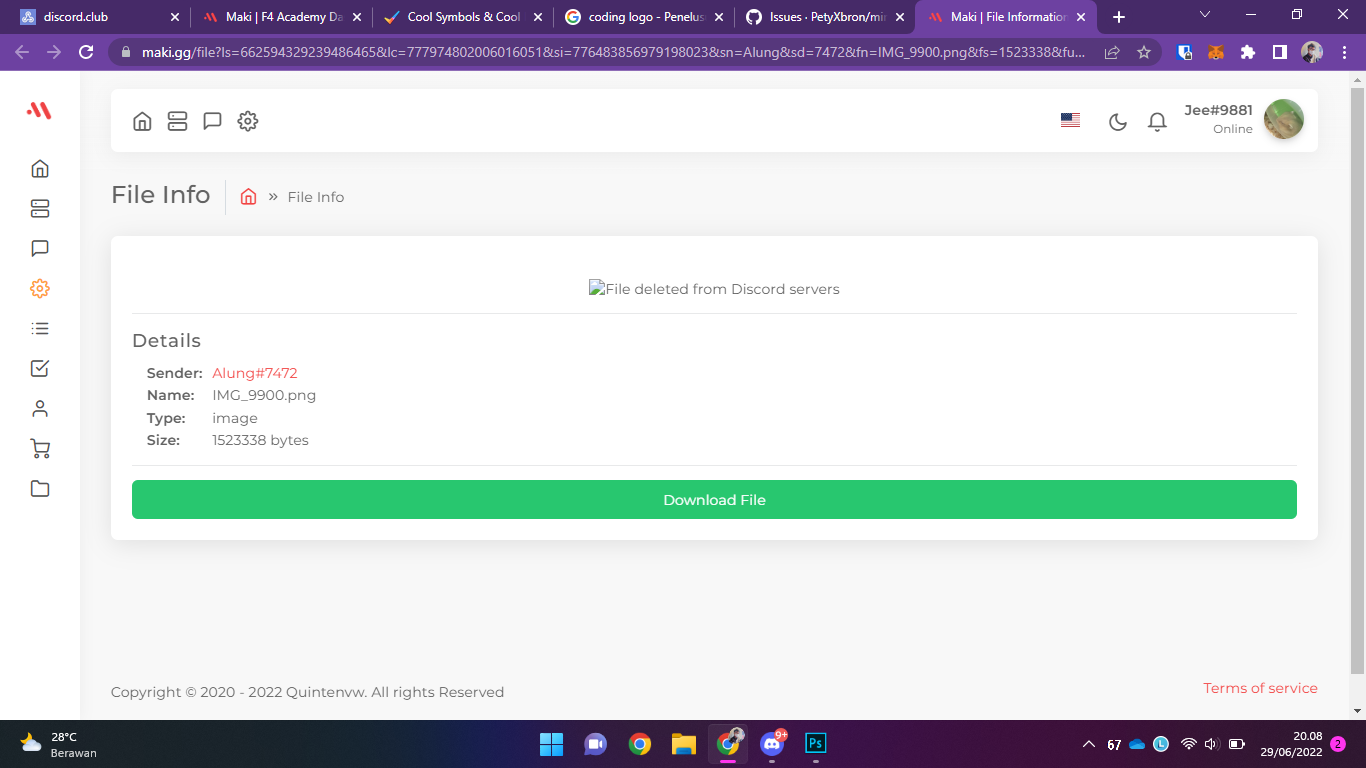 discord.club
Maki | F4 Academy Da
Cool Symbols & Cool
coding logo - Penelus
Issues · PetyXbron/mi
Maki | File Information
maki.gg/file?ls=662594329239486465&lc=777974802006016051&si=776483856979198023&sn=Alung&sd=7472&fn=IMG_9900.png&fs=1523338&fu...
Jee#9881
Online
File Info
» File Info
File deleted from Discord servers
Details
Sender: Alung#7472
Name: IMG_9900.png
Type: image
Size: 1523338 bytes
Download File
Copyright © 2020 - 2022 Quintenvw. All rights Reserved
Terms of service
28°C
Berawan
9+
Ps
67
L
20.08
29/06/2022
2